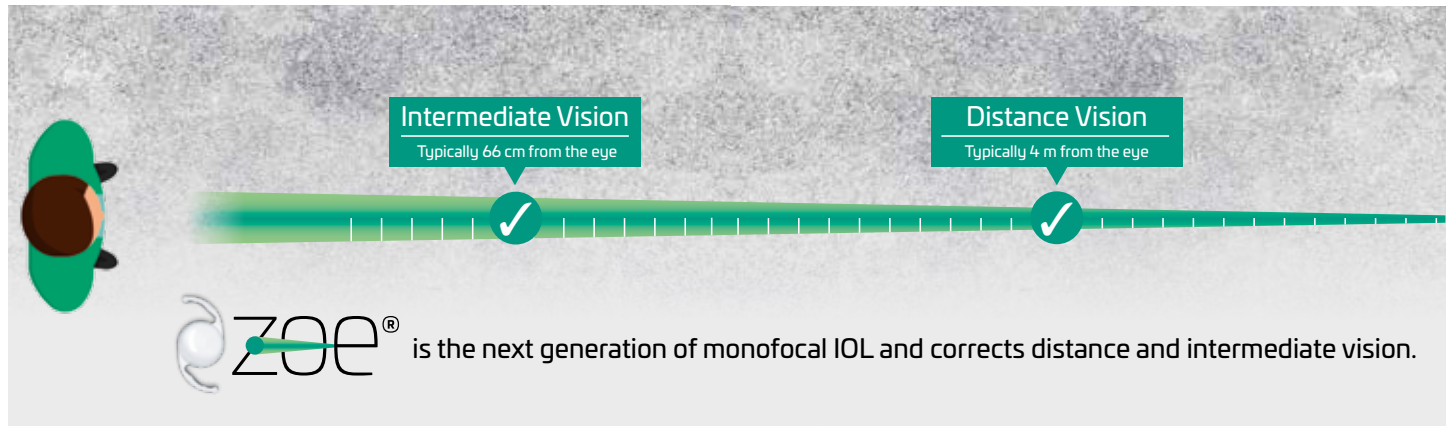 Intermediate Vision
Typically 66 cm from the eye
Distance Vision
Typically 4 m from the eye
zoe® is the next generation of monofocal IOL and corrects distance and intermediate vision.